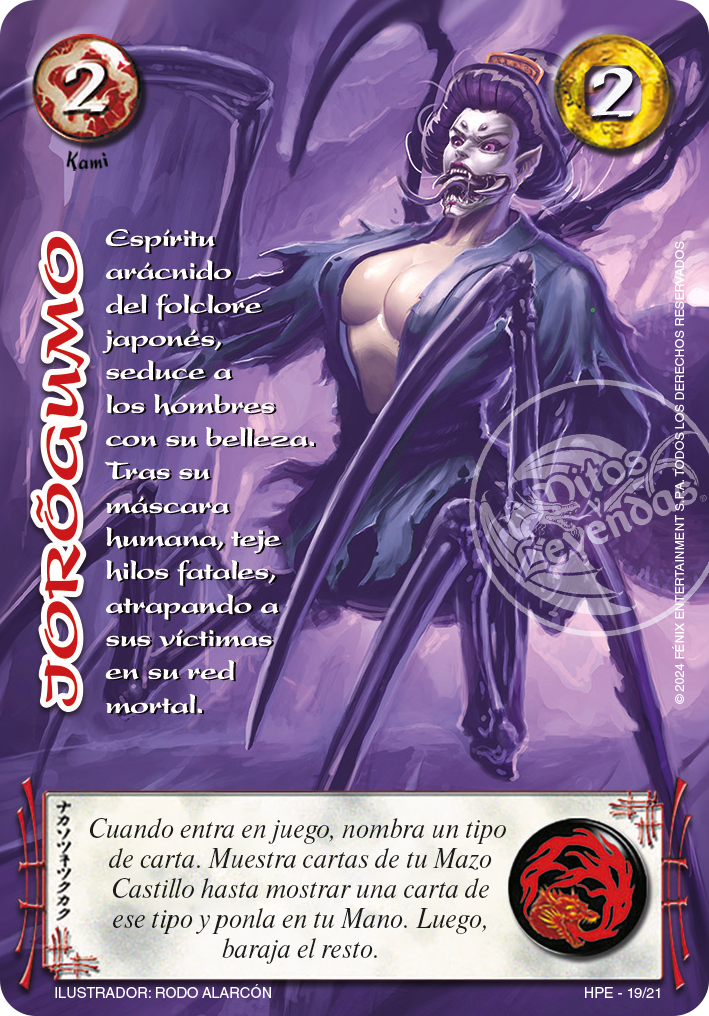 2
Kami
2
JORŌGUMO
Espíritu
arácnido
del folclore
japonés,
seduce a
los hombres
con su belleza.
Tras su
máscara
humana, teje
hilos fatales,
atrapando a
sus víctimas
en su red
mortal.
Mitos
y
Leyendas
®
©2024 FÉNIX ENTERTAINMENT S.P.A. TODOS LOS DERECHOS RESERVADOS
Cuando entra en juego, nombra un tipo
de carta. Muestra cartas de tu Mazo
Castillo hasta mostrar una carta de
ese tipo y ponla en tu Mano. Luego,
baraja el resto.
ILUSTRADOR: RODO ALARCÓN
HPE - 19/21